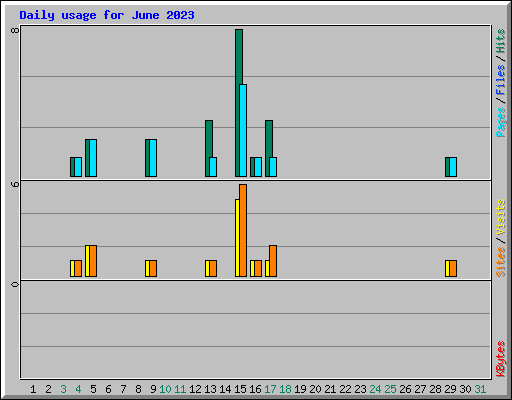 Daily usage for June 2023
8
6
0
Pages/Files/Hits
Sites/Visits
KBytes
1 2 3 4 5 6 7 8 9 10 11 12 13 14 15 16 17 18 19 20 21 22 23 24 25 26 27 28 29 30 31